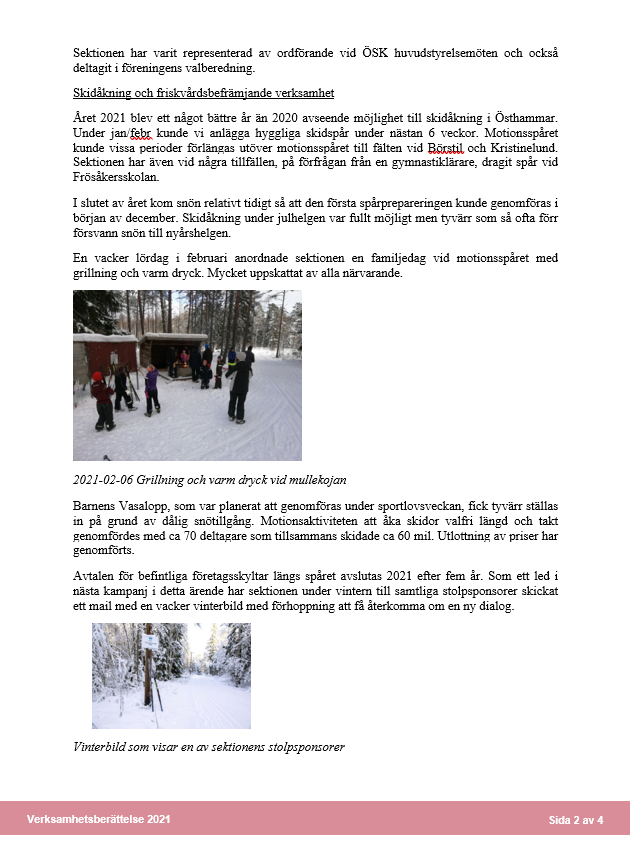 Sektionen har varit representerad av ordförande vid ÖSK huvudstyrelsemöten och också
deltagit i föreningens valberedning.
Skidåkning och friskvårdsbefrämjande verksamhet
Året 2021 blev ett något bättre år än 2020 avseende möjlighet till skidåkning i Östhammar.
Under jan/febr kunde vi anlägga hyggliga skidspår under nästan 6 veckor. Motionsspåret
kunde vissa perioder förlängas utöver motionsspåret till fälten vid Börstil och Kristinelund.
Sektionen har även vid några tillfällen, på förfrågan från en gymnastiklärare, dragit spår vid
Frösåkersskolan.
I slutet av året kom snön relativt tidigt så att den första spårprepareringen kunde genomföras i
början av december. Skidåkning under julhelgen var fullt möjligt men tyvärr som så ofta förr
försvann snön till nyårshelgen.
En vacker lördag i februari anordnade sektionen en familjedag vid motionsspåret med
grillning och varm dryck. Mycket uppskattat av alla närvarande.
2021-02-06 Grillning och varm dryck vid mullekojan
Barnens Vasalopp, som var planerat att genomföras under sportlovsveckan, fick tyvärr ställas
in på grund av dålig snötillgång. Motionsaktiviteten att åka skidor valfri längd och takt
genomfördes med ca 70 deltagare som tillsammans skidade ca 60 mil. Utlottning av priser har
genomförts.
Avtalen för befintliga företagsskyltar längs spåret avslutas 2021 efter fem år. Som ett led i
nästa kampanj i detta ärende har sektionen under vintern till samtliga stolpsponsorer skickat
ett mail med en vacker vinterbild med förhoppning att få återkomma om en ny dialog.
Vinterbild som visar en av sektionens stolpsponsorer
Verksamhetsberättelse 2021
Sida 2 av 4